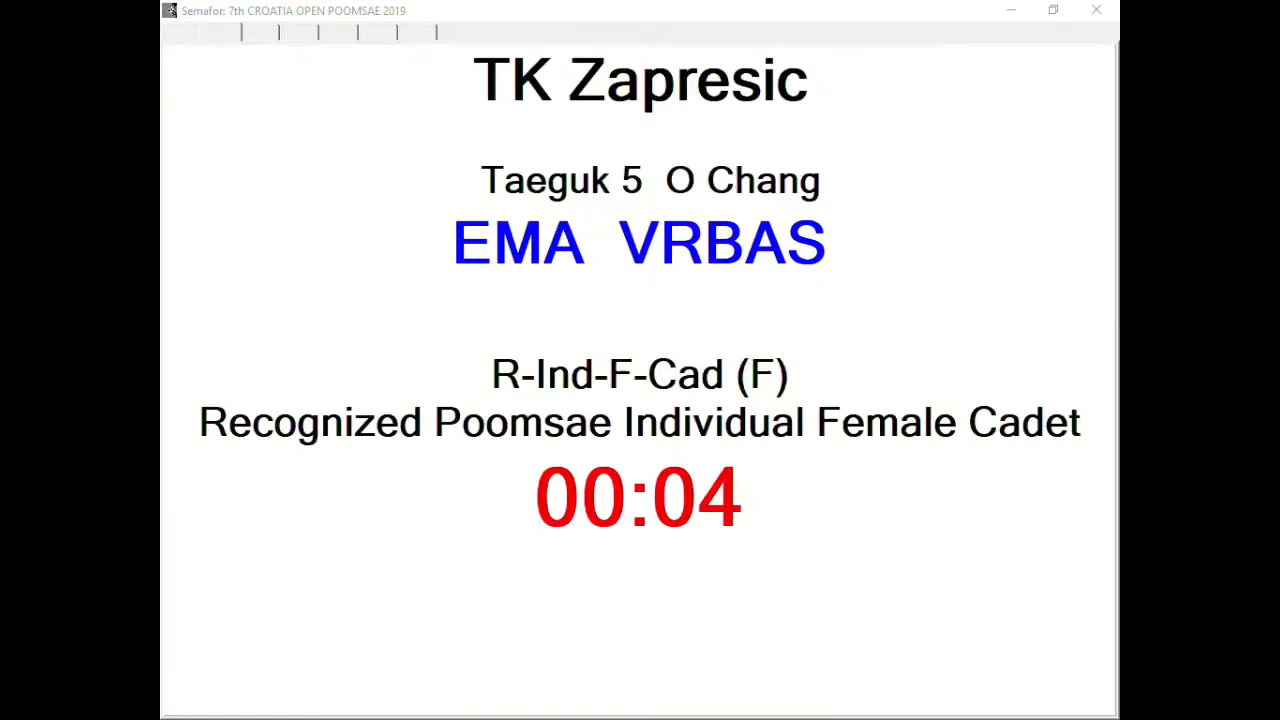 Semafor: 7th CROATIA OPEN POOMSAE 2019
TK Zapresic
Taeguk 5 O Chang
EMA VRBAS
R-Ind-F-Cad (F)
Recognized Poomsae Individual Female Cadet
00:04